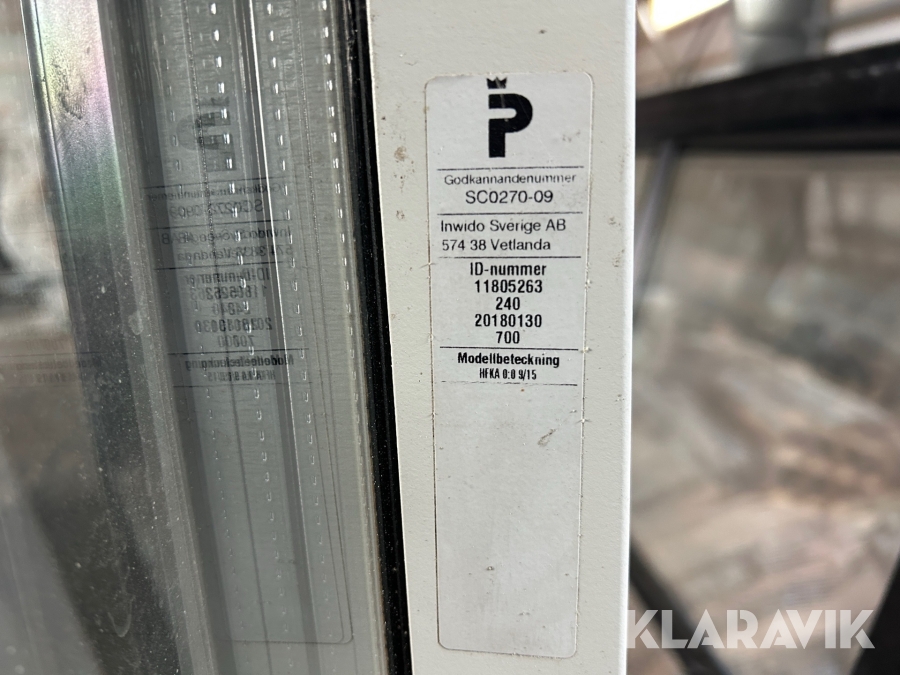 P
Godkännandenummer
SC0270-09
Inwido Sverige AB
574 38 Vetlanda
ID-nummer
11805263
240
20180130
700
Modellbeteckning
HFKA 0:0 9/15
KLARAVIK